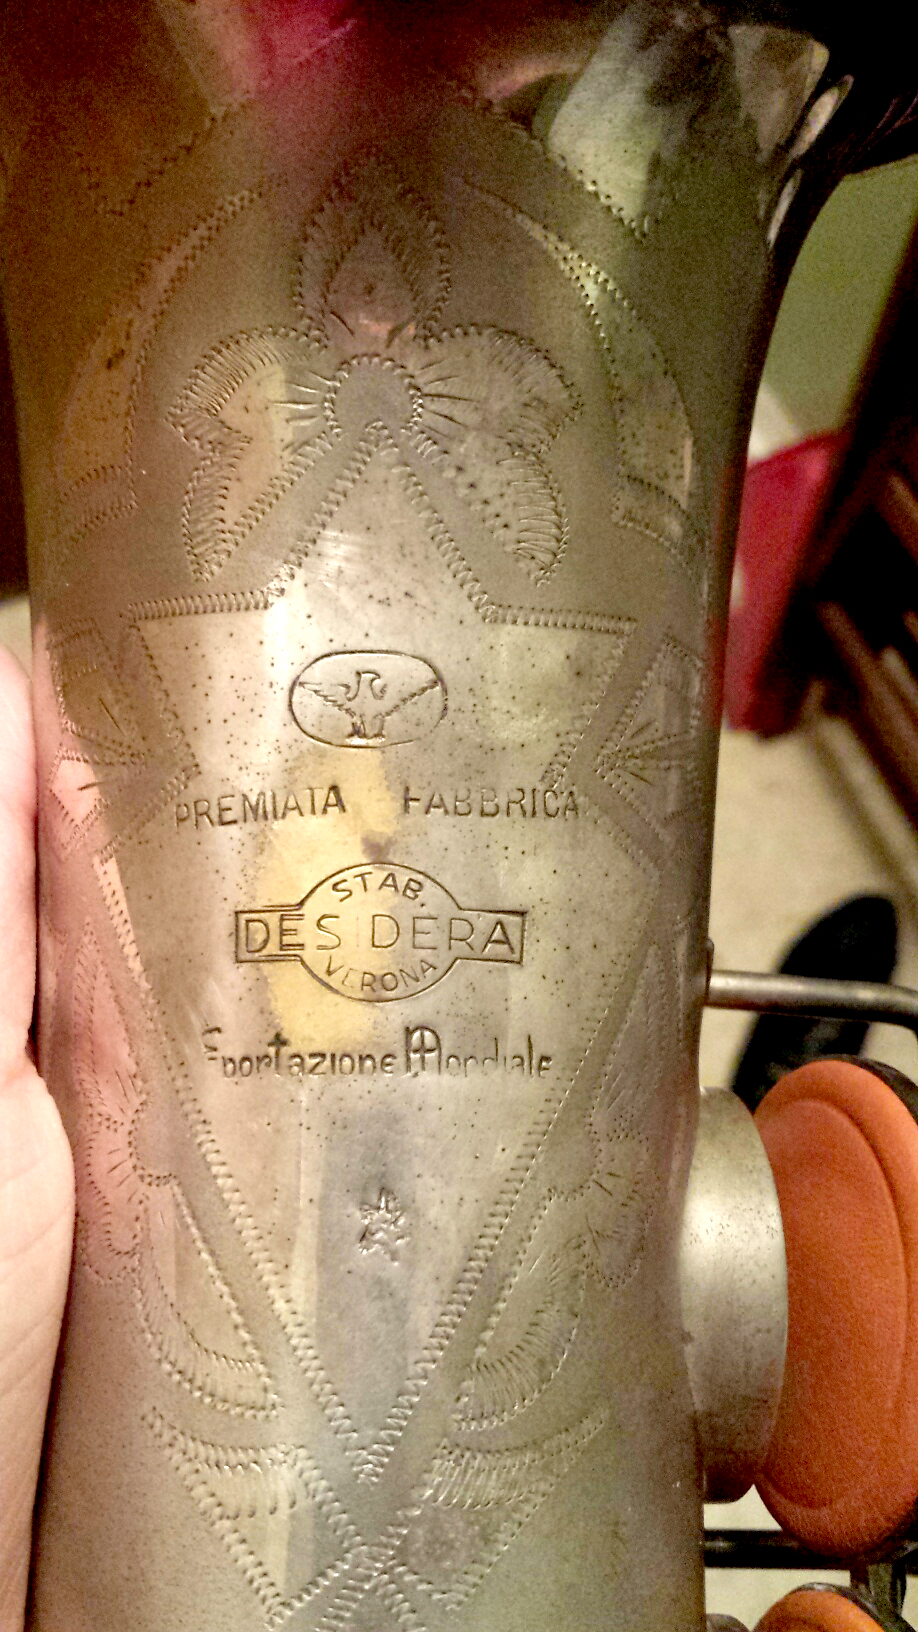 PREMIATA FABBRICA
STAB.
DESIDERA
VERONA
Esportazione Mondiale